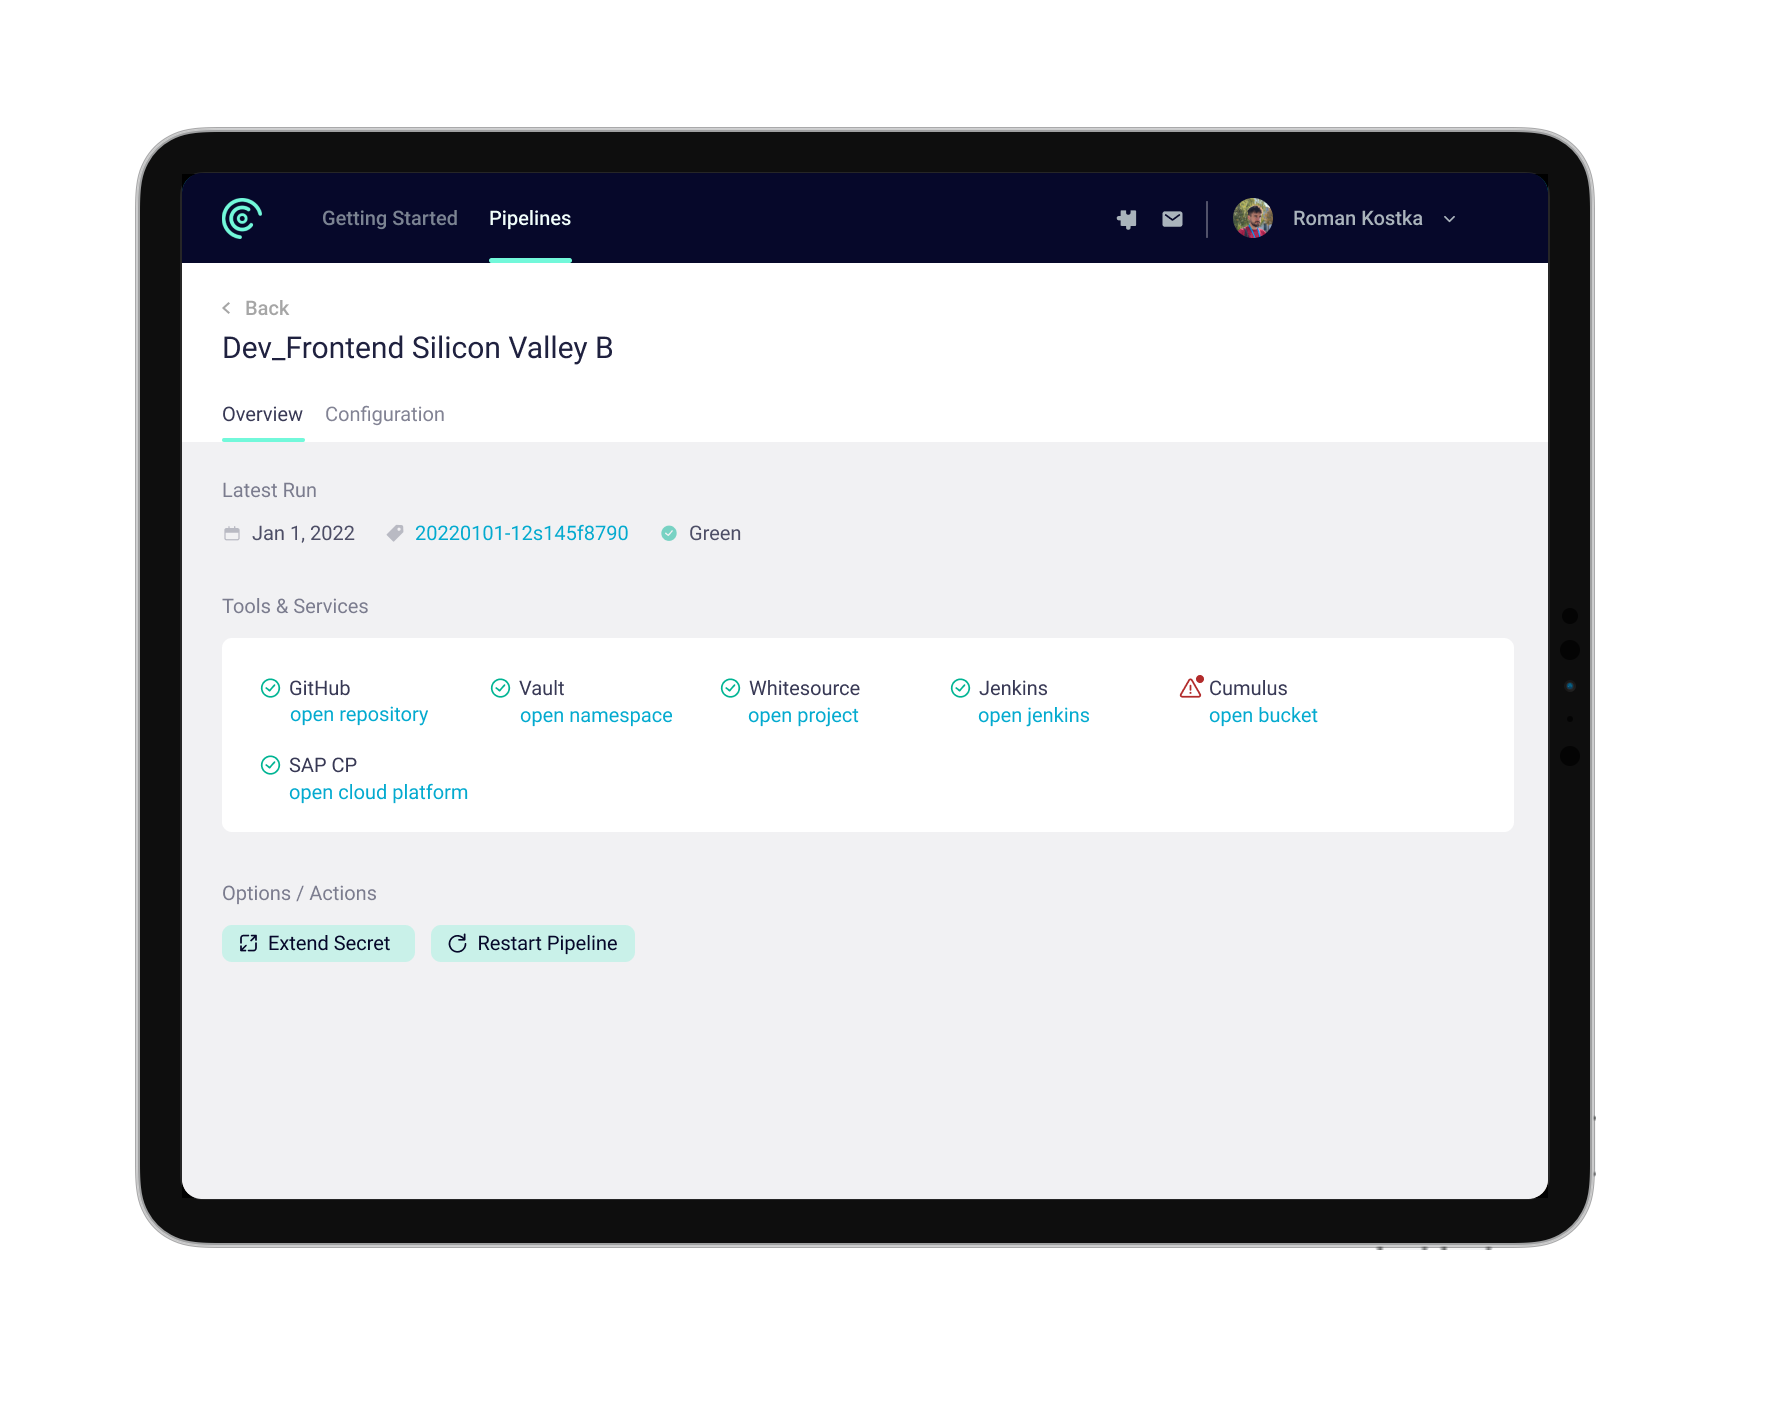 Getting Started Pipelines Roman Kostka
Back
Dev_Frontend Silicon Valley B
Overview Configuration
Latest Run
Jan 1, 2022 20220101-12s145f8790 Green
Tools & Services
GitHub Vault Whitesource Jenkins Cumulus
open repository open namespace open project open jenkins open bucket
SAP CP
open cloud platform
Options / Actions
Extend Secret Restart Pipeline